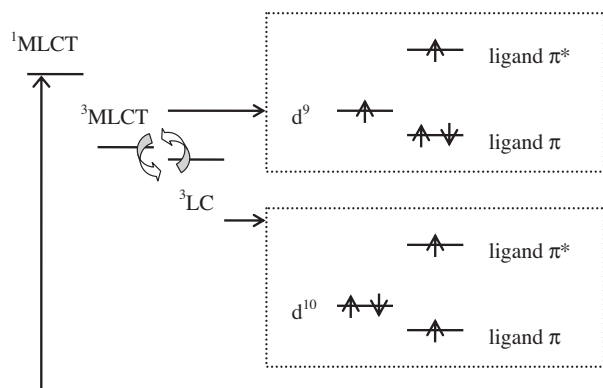 ¹MLCT
ligand π*
³MLCT
d⁹
ligand π
³LC
ligand π*
d¹⁰
ligand π